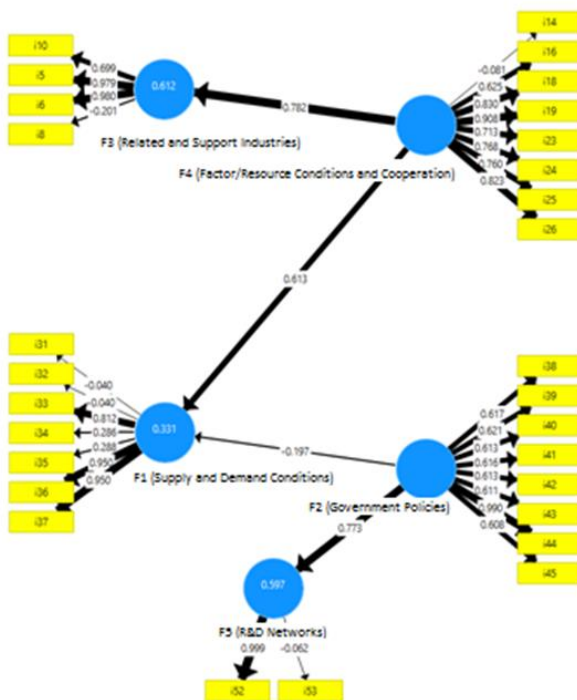 i14
i10
i16
-0.081
0.699
0.625
i5
i18
0.979
0.612
0.830
i6
0.980
0.908
i19
-0.201
0.782
0.713
i8
i23
0.768
F3 (Related and Support Industries)
0.760
i24
F4 (Factor/Resource Conditions and Cooperation)
0.823
i25
i26
0.613
i31
i38
i32
-0.040
i39
0.617
-0.040
i33
0.621
i40
0.812
0.613
i34
0.286
0.331
-0.197
0.616
i41
0.288
0.613
i35
0.950
0.611
i42
i36
0.950
F1 (Supply and Demand Conditions)
0.990
i43
F2 (Government Policies)
0.608
i37
i44
0.773
i45
0.597
F5 (R&D Networks)
0.999
-0.062
i52
i53